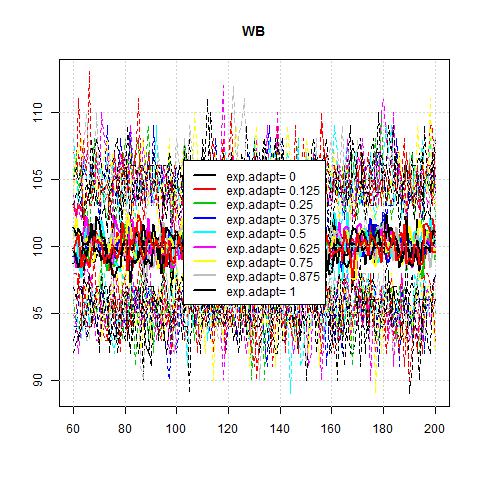 WB
110
105
100
95
90
exp.adapt= 0
exp.adapt= 0.125
exp.adapt= 0.25
exp.adapt= 0.375
exp.adapt= 0.5
exp.adapt= 0.625
exp.adapt= 0.75
exp.adapt= 0.875
exp.adapt= 1
60 80 100 120 140 160 180 200